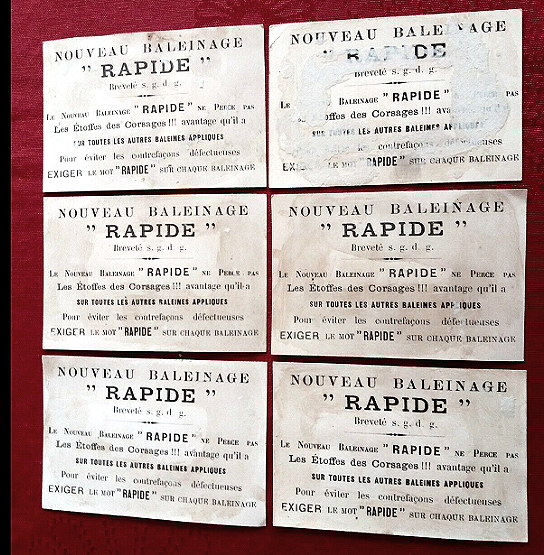 NOUVEAU BALEINAGE
" RAPIDE "
Breveté s. g. d. g.
LE NOUVEAU BALEINAGE "RAPIDE" NE PERCE PAS
Les Étoffes des Corsages !!! avantage qu'il a
SUR TOUTES LES AUTRES BALEINES APPLIQUES
Pour éviter les contrefaçons défectueuses
EXIGER LE MOT "RAPIDE" SUR CHAQUE BALEINAGE
NOUVEAU BALEINAGE
RAPIDE
Breveté s. g. d. g.
LE BALEINAGE "RAPIDE" NE PERCE PAS
Les Étoffes des Corsages !!!
SUR TOUTES LES AUTRES BALEINES
les contrefaçons défectueuses
EXIGER MOT "RAPIDE" SUR CHAQUE BALEINAGE
NOUVEAU BALEINAGE
" RAPIDE "
Breveté s. g. d. g.
LE NOUVEAU BALEINAGE "RAPIDE" NE PERCE PAS
Les Étoffes des Corsages !!! avantage qu'il a
SUR TOUTES LES AUTRES BALEINES APPLIQUES
Pour éviter les contrefaçons défectueuses
EXIGER LE MOT "RAPIDE" SUR CHAQUE BALEINAGE
NOUVEAU BALEINAGE
" RAPIDE "
Breveté s. g. d. g.
LE NOUVEAU BALEINAGE "RAPIDE" NE PERCE PAS
Les Étoffes des Corsages !!! avantage qu'il a
SUR TOUTES LES AUTRES BALEINES APPLIQUES
Pour éviter les contrefaçons défectueuses
EXIGER LE MOT "RAPIDE" SUR CHAQUE BALEINAGE
NOUVEAU BALEINAGE
" RAPIDE "
Breveté s. g. d. g.
LE NOUVEAU BALEINAGE "RAPIDE" NE PERCE PAS
Les Étoffes des Corsages !!! avantage qu'il a
SUR TOUTES LES AUTRES BALEINES APPLIQUES
Pour éviter les contrefaçons défectueuses
EXIGER LE MOT "RAPIDE" SUR CHAQUE BALEINAGE
NOUVEAU BALEINAGE
" RAPIDE "
Breveté s. g. d. g.
LE NOUVEAU BALEINAGE "RAPIDE" NE PERCE PAS
Les Étoffes des Corsages !!! avantage qu'il a
SUR TOUTES LES AUTRES BALEINES APPLIQUES
Pour éviter les contrefaçons défectueuses
EXIGER LE MOT "RAPIDE" SUR CHAQUE BALEINAGE